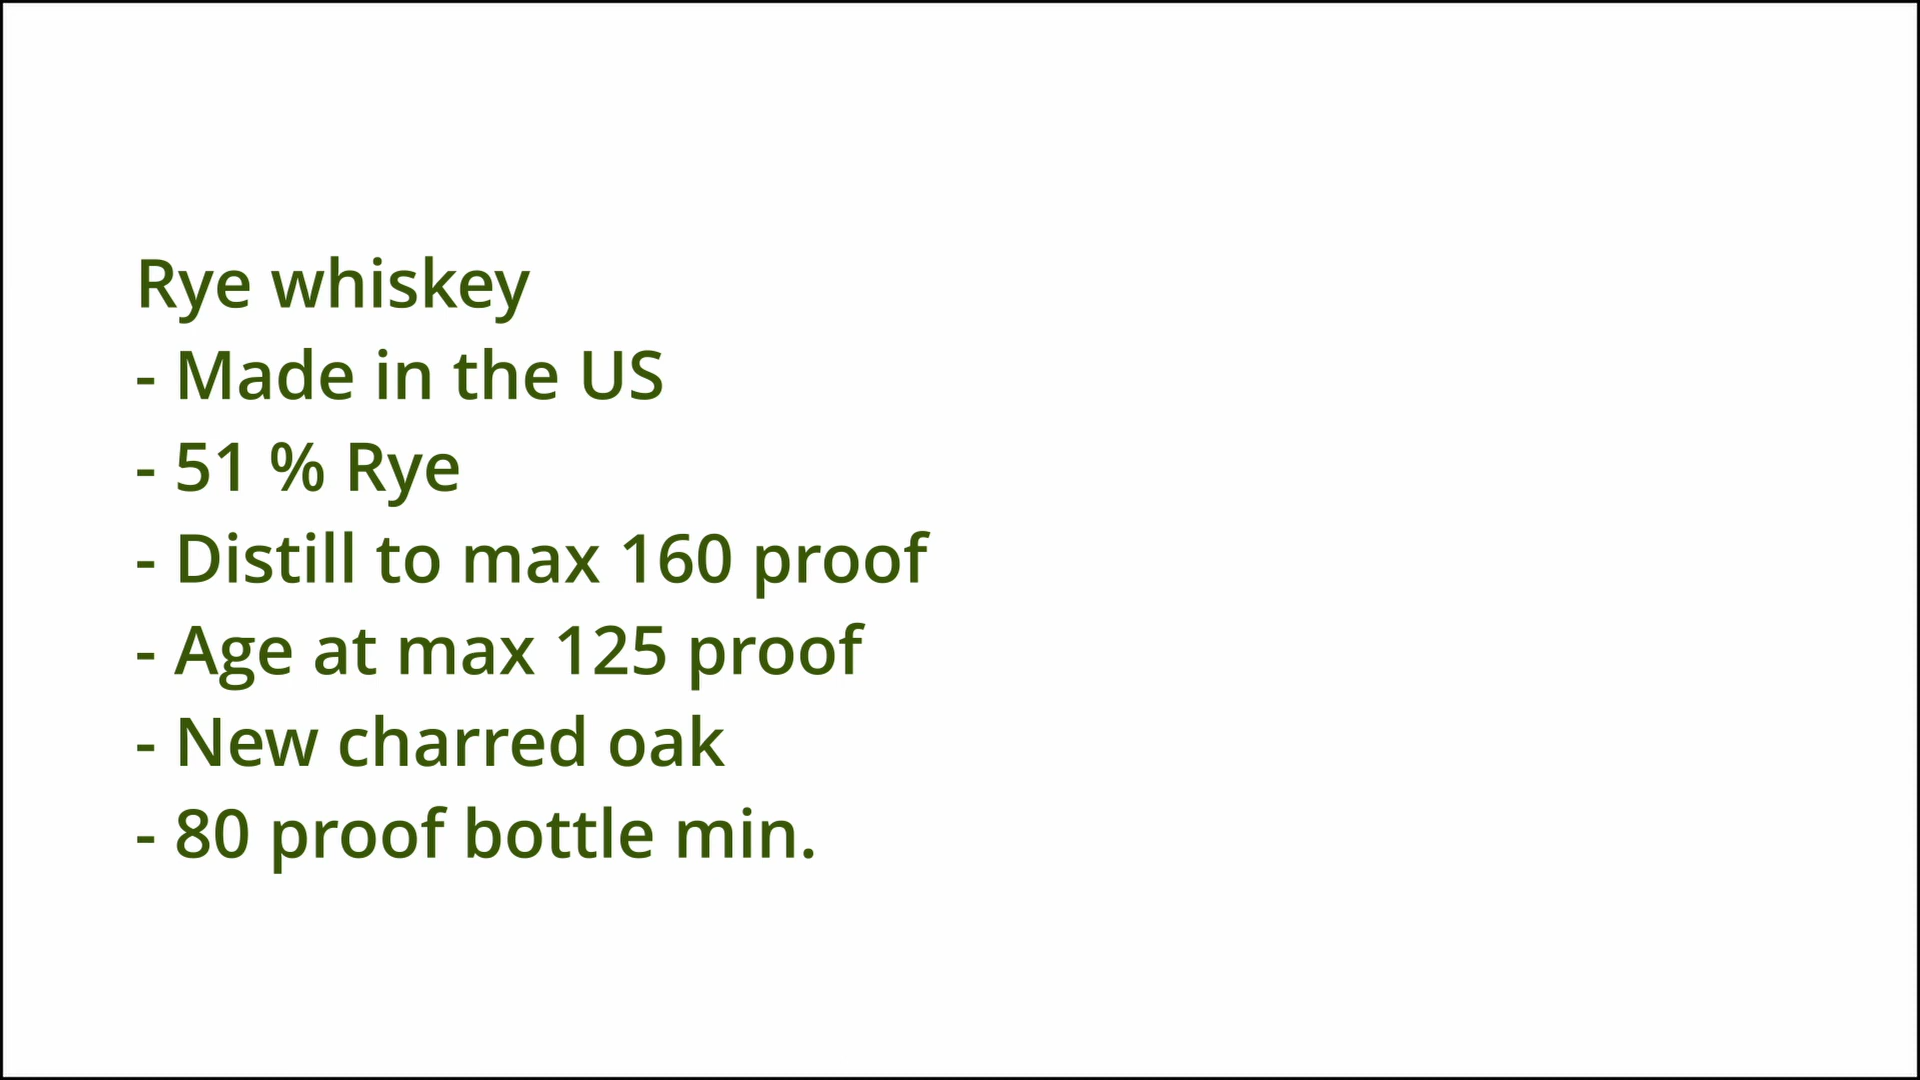 Rye whiskey
- Made in the US
- 51 % Rye
- Distill to max 160 proof
- Age at max 125 proof
- New charred oak
- 80 proof bottle min.